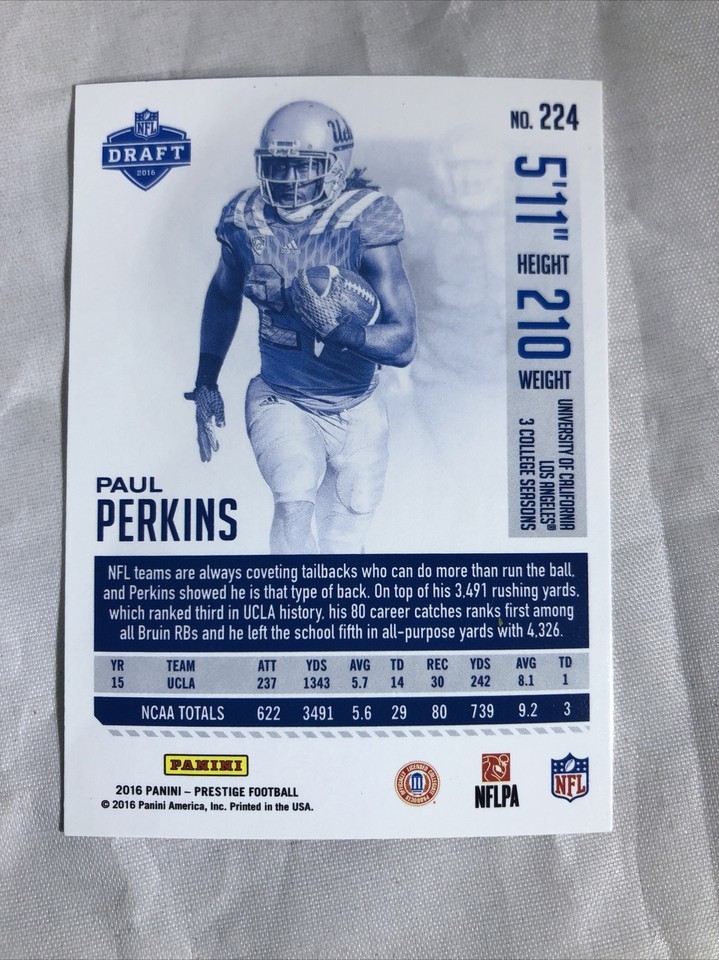 NFL
DRAFT
2016
NO. 224
5'11"
HEIGHT
210
WEIGHT
UNIVERSITY OF CALIFORNIA
LOS ANGELES®
3 COLLEGE SEASONS
PAUL
PERKINS
NFL teams are always coveting tailbacks who can do more than run the ball,
and Perkins showed he is that type of back. On top of his 3,491 rushing yards,
which ranked third in UCLA history, his 80 career catches ranks first among
all Bruin RBs and he left the school fifth in all-purpose yards with 4,326.
YR TEAM ATT YDS AVG TD REC YDS AVG TD
15 UCLA 237 1343 5.7 14 30 242 8.1 1
NCAA TOTALS 622 3491 5.6 29 80 739 9.2 3
PANINI
2016 PANINI – PRESTIGE FOOTBALL
© 2016 Panini America, Inc. Printed in the USA.
OFFICIALLY LICENSED COLLEGIATE PRODUCTS
NFLPA
NFL